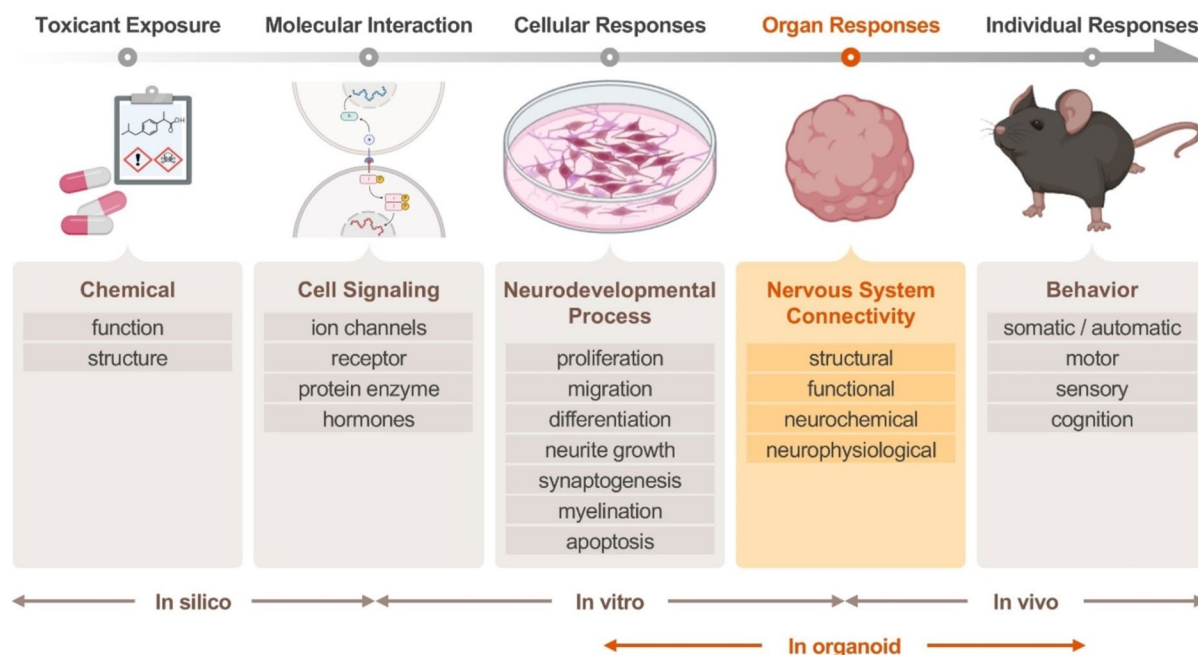 Toxicant Exposure
Molecular Interaction
Cellular Responses
Organ Responses
Individual Responses
OH
O
Chemical
function
structure
Cell Signaling
ion channels
receptor
protein enzyme
hormones
Neurodevelopmental
Process
proliferation
migration
differentiation
neurite growth
synaptogenesis
myelination
apoptosis
Nervous System
Connectivity
structural
functional
neurochemical
neurophysiological
Behavior
somatic / automatic
motor
sensory
cognition
In silico
In vitro
In vivo
In organoid